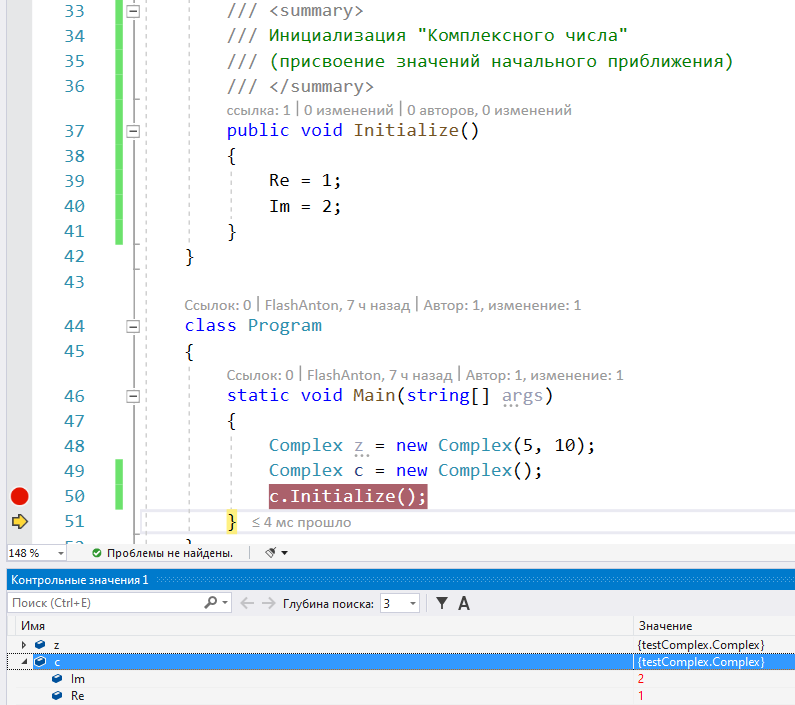 33 /// <summary>
34 /// Инициализация "Комплексного числа"
35 /// (присвоение значений начального приближения)
36 /// </summary>
ссылка: 1 | 0 изменений | 0 авторов, 0 изменений
37 public void Initialize()
38 {
39 Re = 1;
40 Im = 2;
41 }
42 }
43
Ссылок: 0 | FlashAnton, 7 ч назад | Автор: 1, изменение: 1
44 class Program
45 {
Ссылок: 0 | FlashAnton, 7 ч назад | Автор: 1, изменение: 1
46 static void Main(string[] args)
47 {
48 Complex z = new Complex(5, 10);
49 Complex c = new Complex();
50 c.Initialize();
51 } ≤ 4 мс прошло
148 % Проблемы не найдены.
Контрольные значения 1
Поиск (Ctrl+E) Глубина поиска: 3 A
Имя Значение
z {testComplex.Complex}
c {testComplex.Complex}
Im 2
Re 1